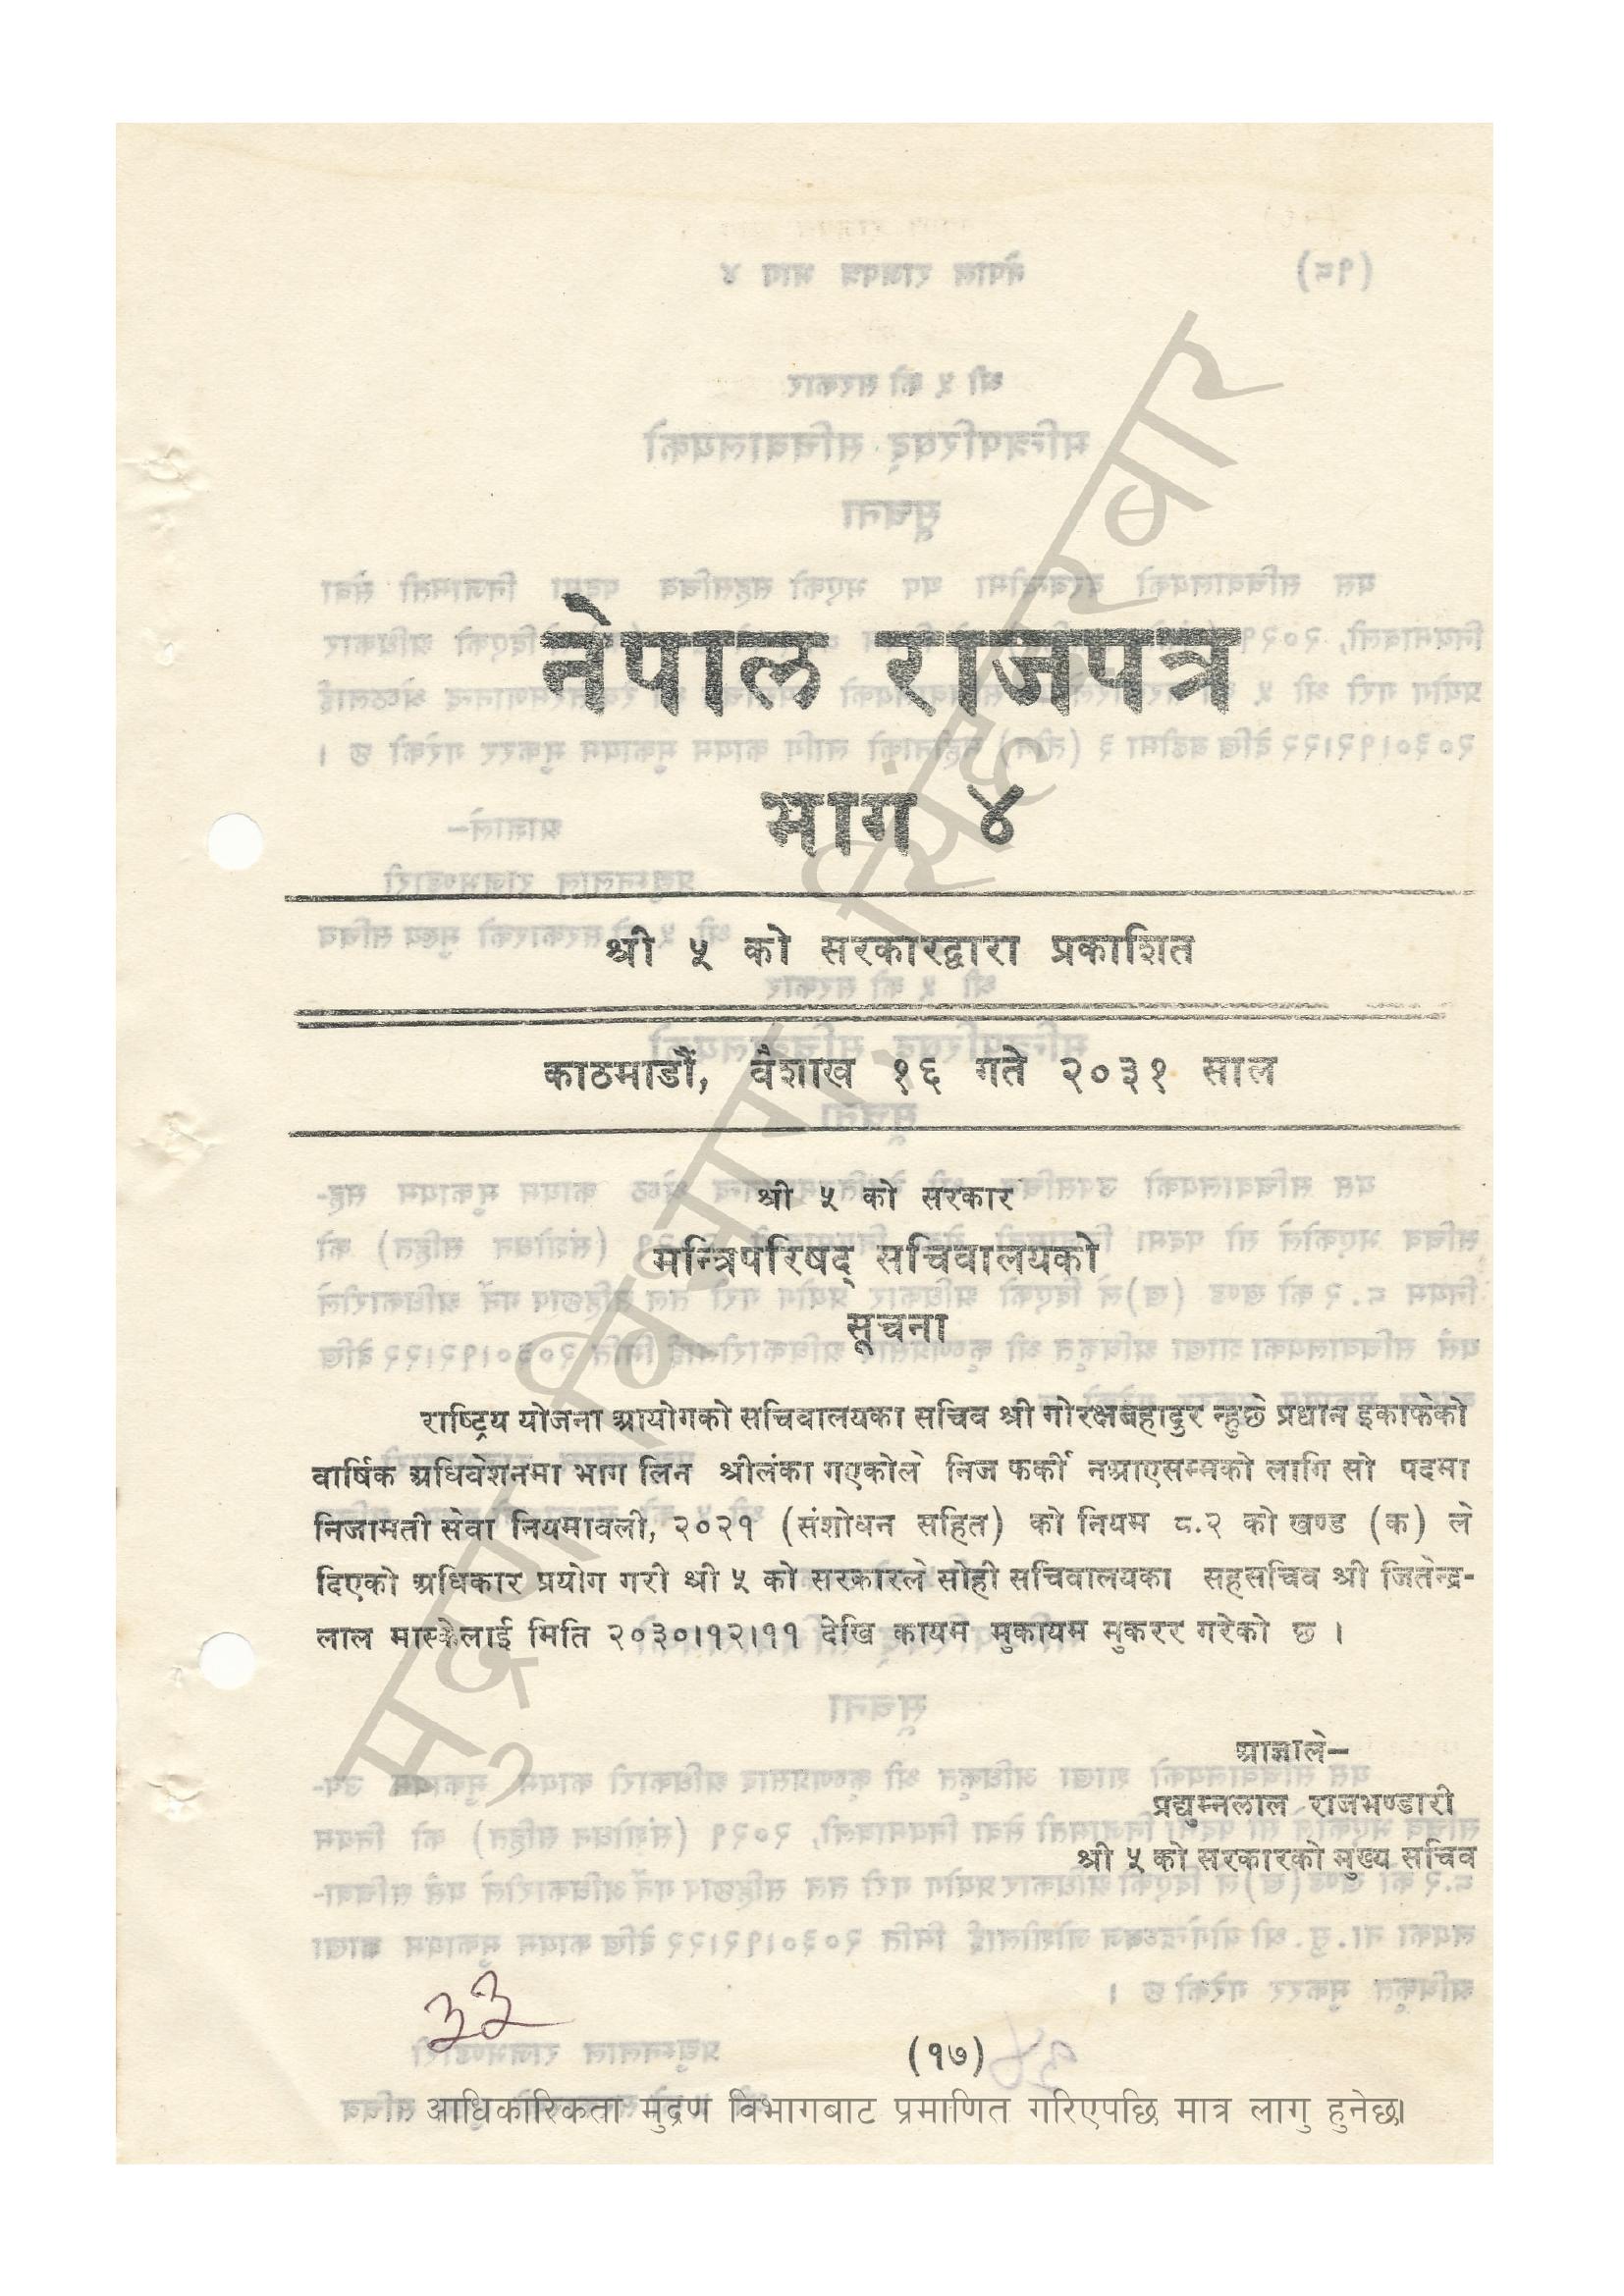 नेपाल राजपत्र
भाग ४
श्री ५ को सरकारद्वारा प्रकाशित
काठमाडौं, वैशाख १६ गते २०३१ साल
श्री ५ को सरकार
मन्त्रिपरिषद् सचिवालयको
सूचना
राष्ट्रिय योजना आयोगको सचिवालयका सचिव श्री गोरक्षबहादुर न्हुछे प्रधान इकाफेको
वार्षिक अधिवेशनमा भाग लिन श्रीलंका गएकोले निज फर्की नआएसम्मको लागि सो पदमा
निजामती सेवा नियमावली, २०२१ (संशोधन सहित) को नियम ८.२ को खण्ड (क) ले
दिएको अधिकार प्रयोग गरी श्री ५ को सरकारले सोही सचिवालयका सहसचिव श्री जितेन्द्र-
लाल मास्केलाई मिति २०३०।१२।११ देखि कायम मुकायम मुकरर गरेको छ ।
आज्ञाले–
प्रद्युम्नलाल राजभण्डारी
श्री ५ को सरकारको मुख्य सचिव
३३
(१७)
आधिकारिकता मुद्रण विभागबाट प्रमाणित गरिएपछि मात्र लागु हुनेछ।
मुद्रण विभाग, सिंहदरबार